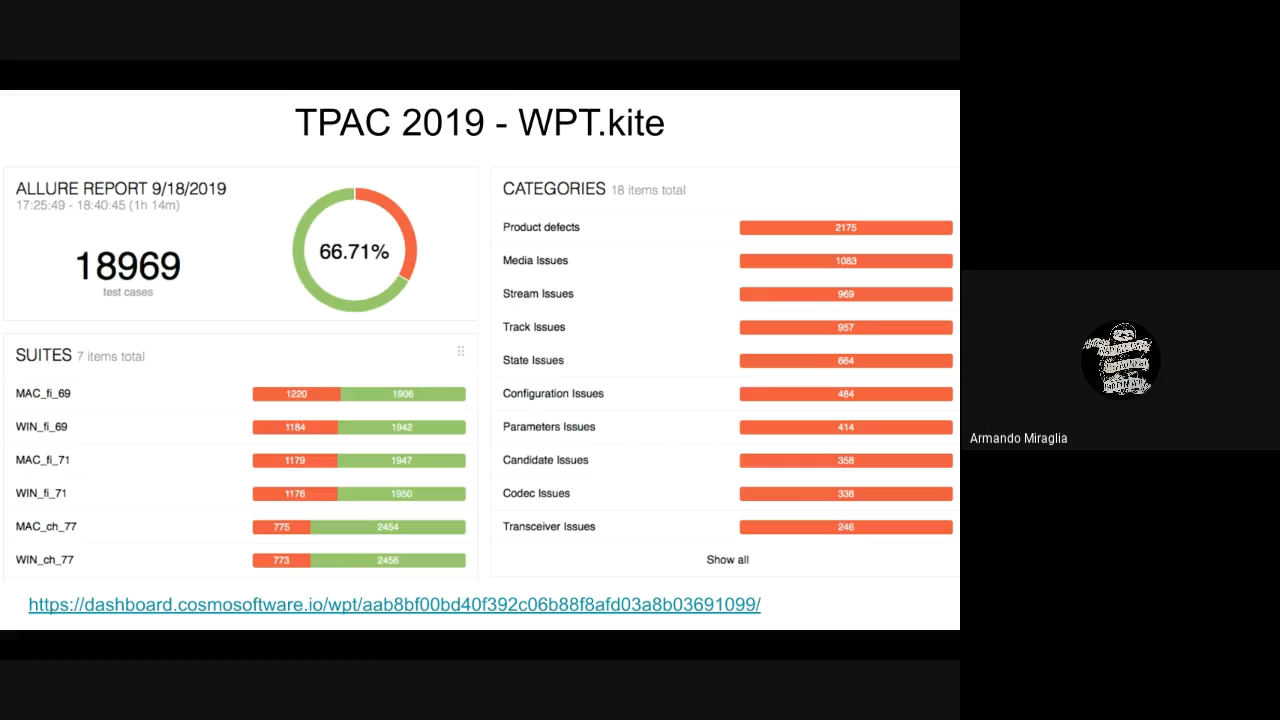 TPAC 2019 - WPT.kite
ALLURE REPORT 9/18/2019
17:25:49 - 18:40:45 (1h 14m)
18969
test cases
66.71%
SUITES 7 items total
MAC_fi_69 1220 1906
WIN_fi_69 1184 1942
MAC_fi_71 1179 1947
WIN_fi_71 1176 1950
MAC_ch_77 775 2454
WIN_ch_77 773 2456
CATEGORIES 18 items total
Product defects 2175
Media Issues 1083
Stream Issues 969
Track Issues 957
State Issues 664
Configuration Issues 484
Parameters Issues 414
Candidate Issues 358
Codec Issues 338
Transceiver Issues 246
Show all
https://dashboard.cosmosoftware.io/wpt/aab8bf00bd40f392c06b88f8afd03a8b03691099/
Armando Miraglia